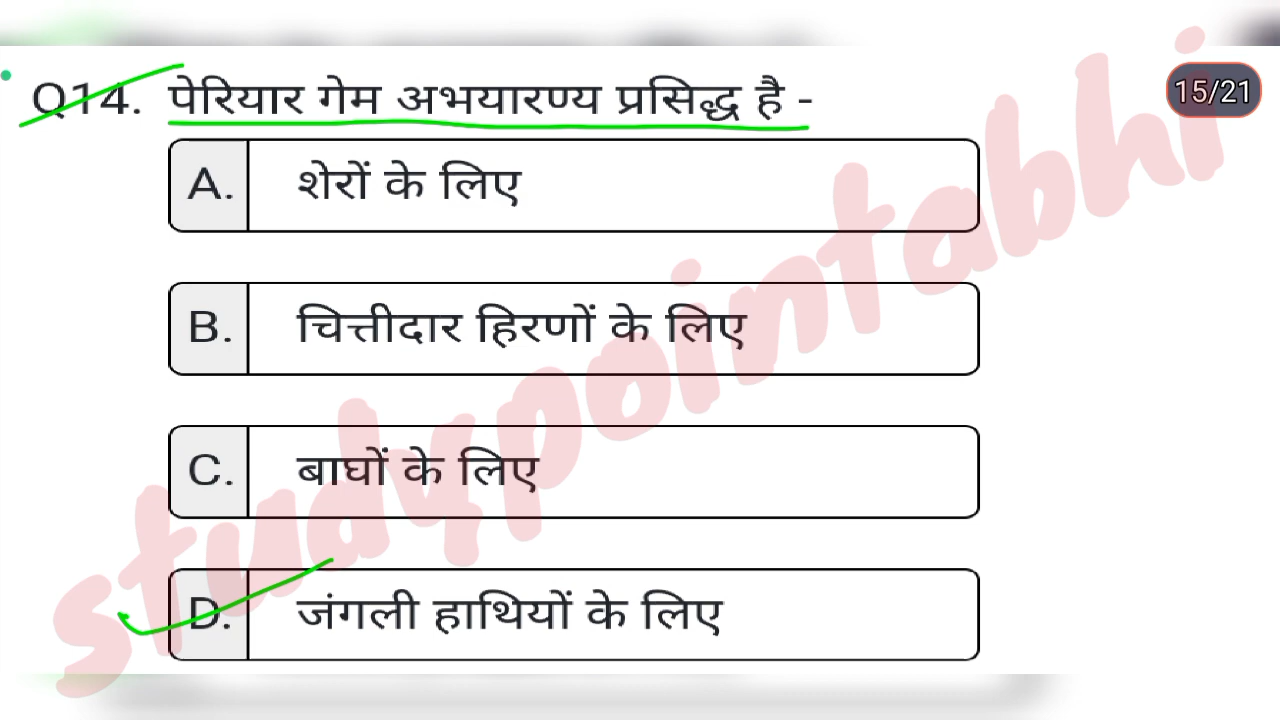 15/21
Q14. पेरियार गेम अभयारण्य प्रसिद्ध है -
A. शेरों के लिए
B. चित्तीदार हिरणों के लिए
C. बाघों के लिए
D. जंगली हाथियों के लिए
studypointabhi